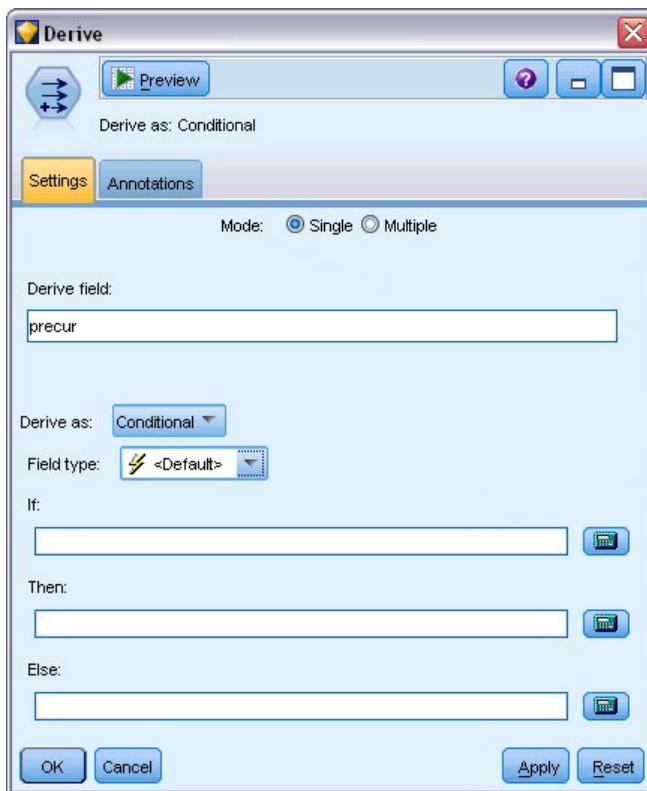 Derive
Preview
Derive as: Conditional
Settings Annotations
Mode: Single Multiple
Derive field:
precur
Derive as: Conditional
Field type: <Default>
If:
Then:
Else:
OK Cancel Apply Reset